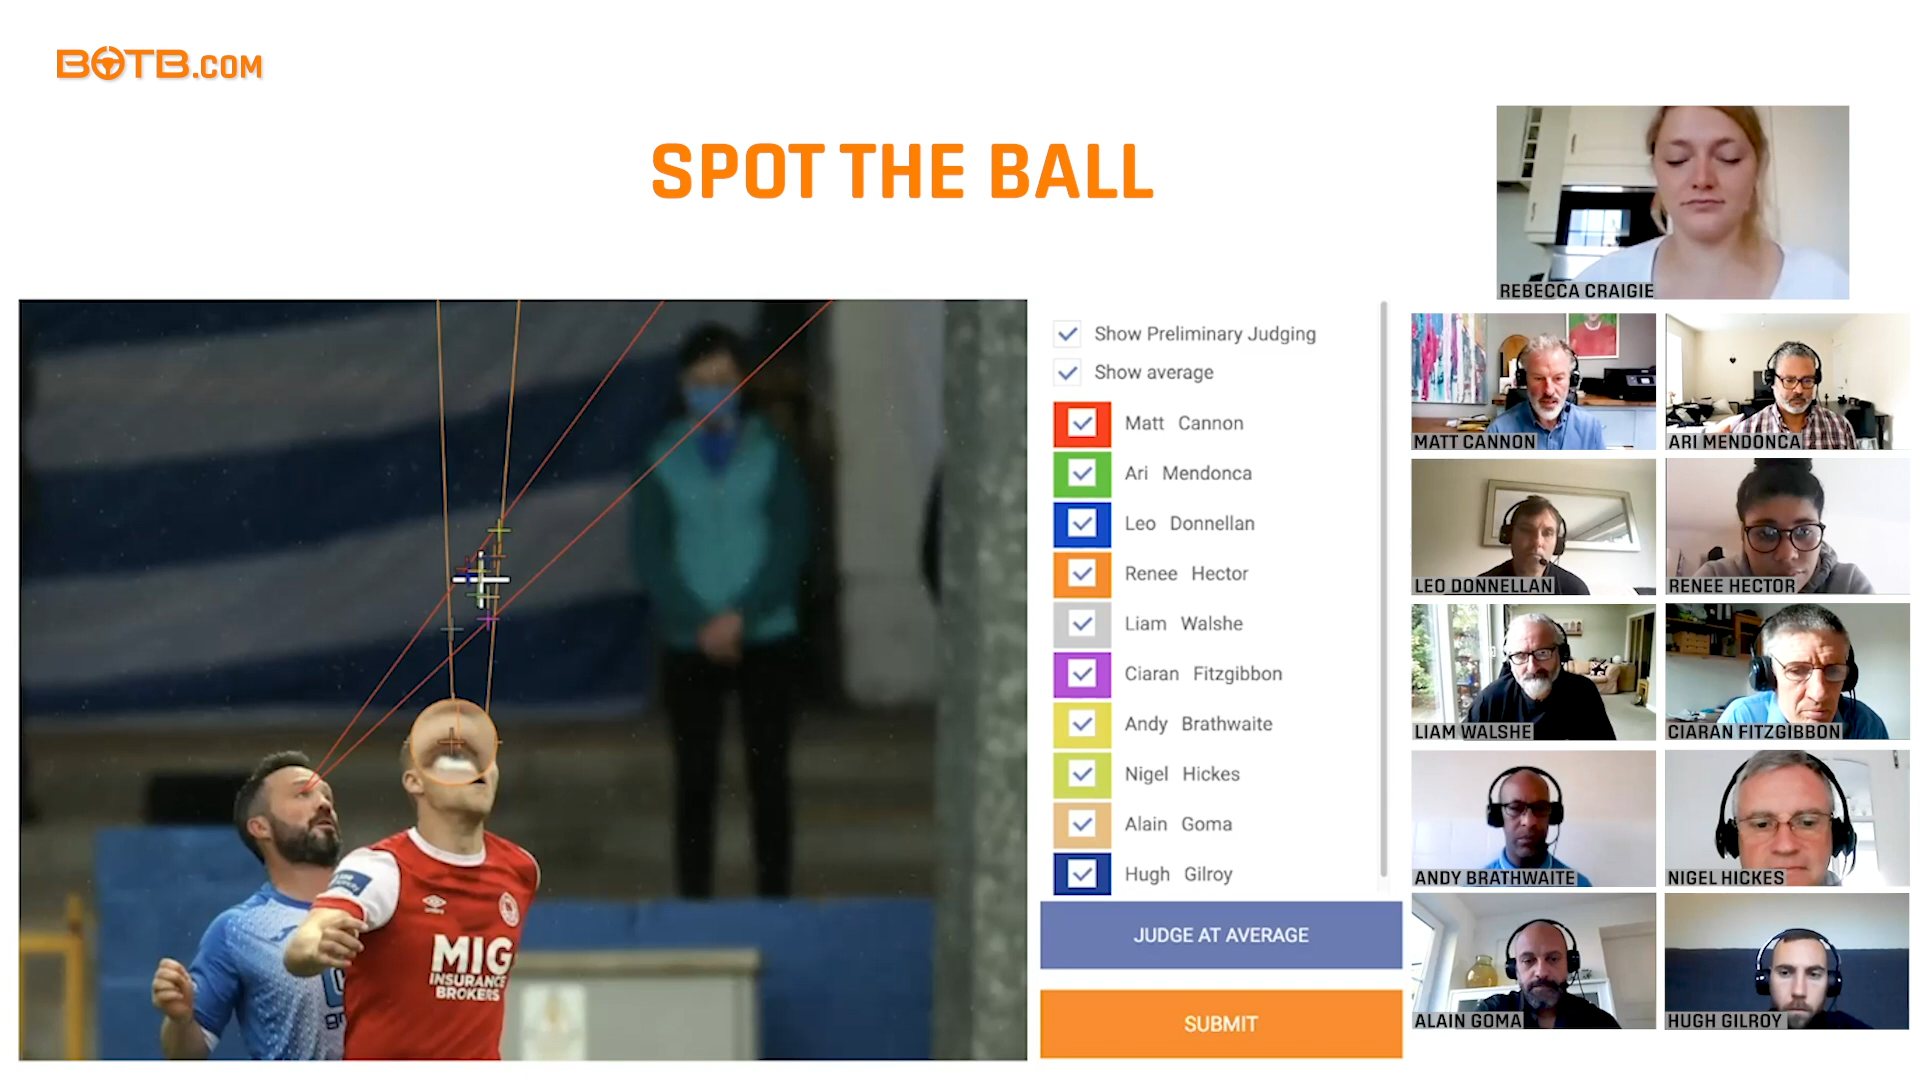 BOTB.COM
SPOT THE BALL
REBECCA CRAIGIE
Show Preliminary Judging
Show average
Matt Cannon
Ari Mendonca
Leo Donnellan
Renee Hector
Liam Walshe
Ciaran Fitzgibbon
Andy Brathwaite
Nigel Hickes
Alain Goma
Hugh Gilroy
JUDGE AT AVERAGE
SUBMIT
MATT CANNON
ARI MENDONCA
LEO DONNELLAN
RENEE HECTOR
LIAM WALSHE
CIARAN FITZGIBBON
ANDY BRATHWAITE
NIGEL HICKES
ALAIN GOMA
HUGH GILROY
MIG
INSURANCE
BROKERS